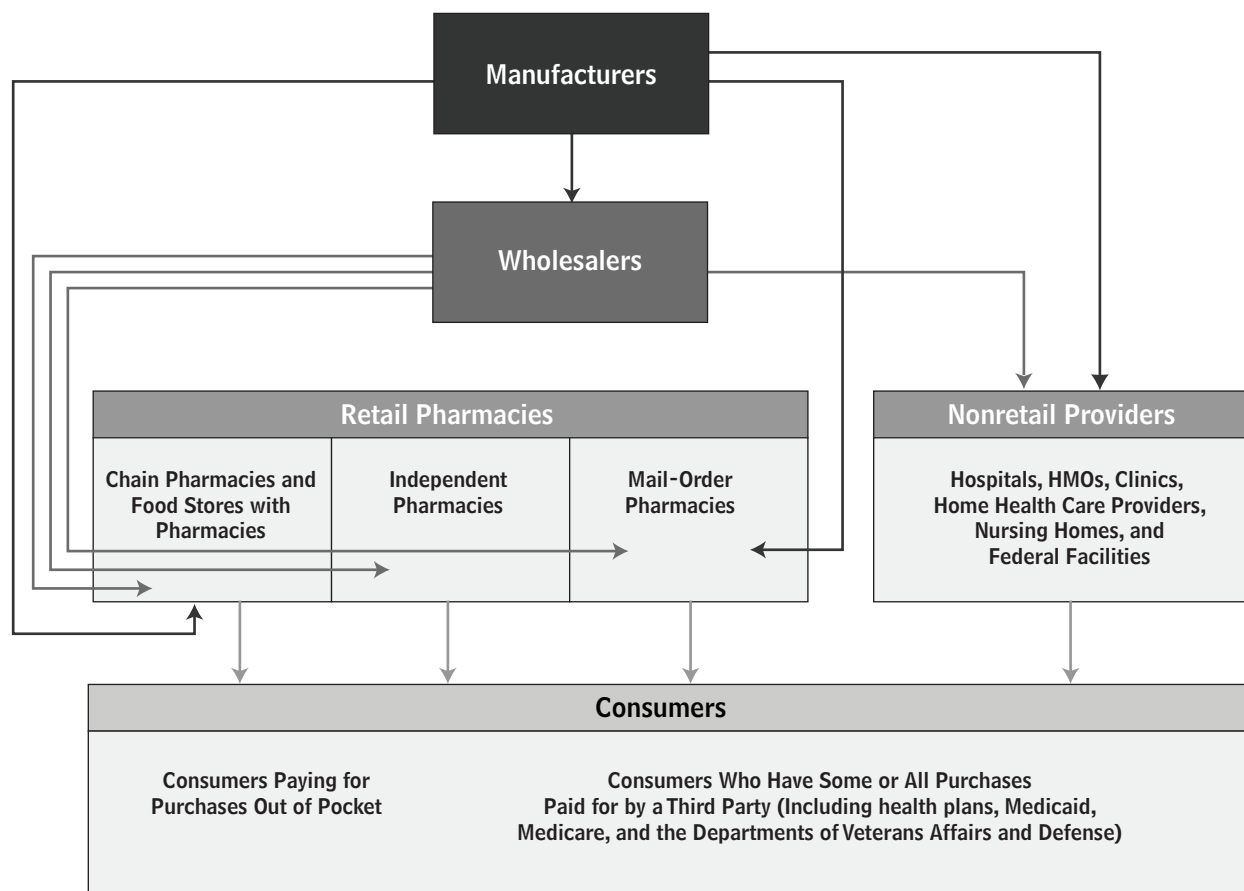 Manufacturers
Wholesalers
Retail Pharmacies
Chain Pharmacies and
Food Stores with
Pharmacies
Independent
Pharmacies
Mail-Order
Pharmacies
Nonretail Providers
Hospitals, HMOs, Clinics,
Home Health Care Providers,
Nursing Homes, and
Federal Facilities
Consumers
Consumers Paying for
Purchases Out of Pocket
Consumers Who Have Some or All Purchases
Paid for by a Third Party (Including health plans, Medicaid,
Medicare, and the Departments of Veterans Affairs and Defense)